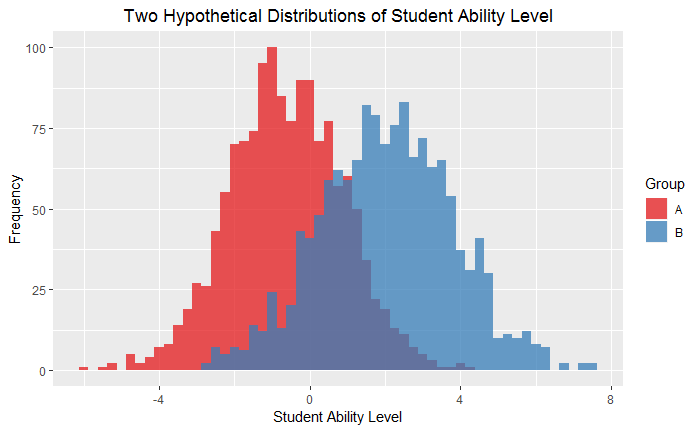 Two Hypothetical Distributions of Student Ability Level
100
75
50
25
0
Frequency
-4
0
4
8
Student Ability Level
Group
A
B